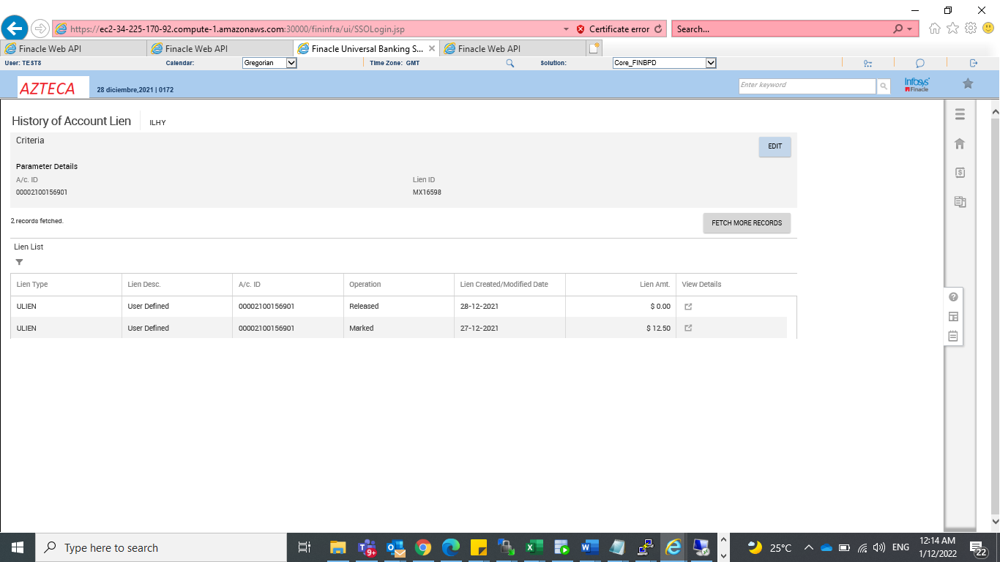 https://ec2-34-225-170-92.compute-1.amazonaws.com:30000/fininfra/ui/SSOLogin.jsp Certificate error Search...
Finacle Web API Finacle Web API Finacle Universal Banking S... Finacle Web API
User: TEST8 Calendar: Gregorian Time Zone: GMT Solution: Core_FINBPD
AZTECA 28 diciembre,2021 | 0172 Enter keyword Infosys Finacle
History of Account Lien ILHY
Criteria EDIT
Parameter Details
A/c. ID Lien ID
00002100156901 MX16598
2 records fetched. FETCH MORE RECORDS
Lien List
Lien Type Lien Desc. A/c. ID Operation Lien Created/Modified Date Lien Amt. View Details
ULIEN User Defined 00002100156901 Released 28-12-2021 $ 0.00
ULIEN User Defined 00002100156901 Marked 27-12-2021 $ 12.50
Type here to search 9+ 25°C ENG 12:14 AM
1/12/2022 22